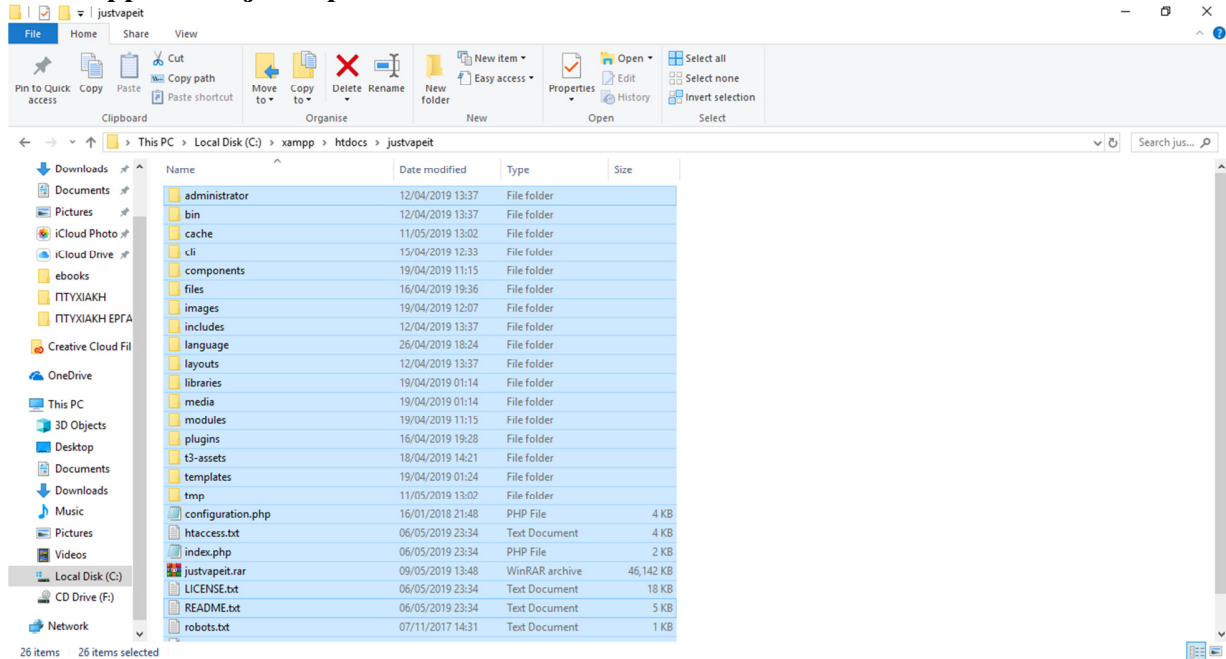 justvapeit
File Home Share View
Pin to Quick access
Copy
Paste
Cut
Copy path
Paste shortcut
Move to
Copy to
Delete
Rename
New folder
New item
Easy access
Properties
Open
Edit
History
Select all
Select none
Invert selection
Clipboard Organise New Open Select
This PC > Local Disk (C:) > xampp > htdocs > justvapeit
Search jus...
Downloads
Documents
Pictures
iCloud Photo
iCloud Drive
ebooks
ΠΤΥΧΙΑΚΗ
ΠΤΥΧΙΑΚΗ ΕΡΓΑ
Creative Cloud Fil
OneDrive
This PC
3D Objects
Desktop
Documents
Downloads
Music
Pictures
Videos
Local Disk (C:)
CD Drive (F:)
Network
Name Date modified Type Size
administrator 12/04/2019 13:37 File folder
bin 12/04/2019 13:37 File folder
cache 11/05/2019 13:02 File folder
cli 15/04/2019 12:33 File folder
components 19/04/2019 11:15 File folder
files 16/04/2019 19:36 File folder
images 19/04/2019 12:07 File folder
includes 12/04/2019 13:37 File folder
language 26/04/2019 18:24 File folder
layouts 12/04/2019 13:37 File folder
libraries 19/04/2019 01:14 File folder
media 19/04/2019 01:14 File folder
modules 19/04/2019 11:15 File folder
plugins 16/04/2019 19:28 File folder
t3-assets 18/04/2019 14:21 File folder
templates 19/04/2019 01:24 File folder
tmp 11/05/2019 13:02 File folder
configuration.php 16/01/2018 21:48 PHP File 4 KB
htaccess.txt 06/05/2019 23:34 Text Document 4 KB
index.php 06/05/2019 23:34 PHP File 2 KB
justvapeit.rar 09/05/2019 13:48 WinRAR archive 46,142 KB
LICENSE.txt 06/05/2019 23:34 Text Document 18 KB
README.txt 06/05/2019 23:34 Text Document 5 KB
robots.txt 07/11/2017 14:31 Text Document 1 KB
26 items 26 items selected